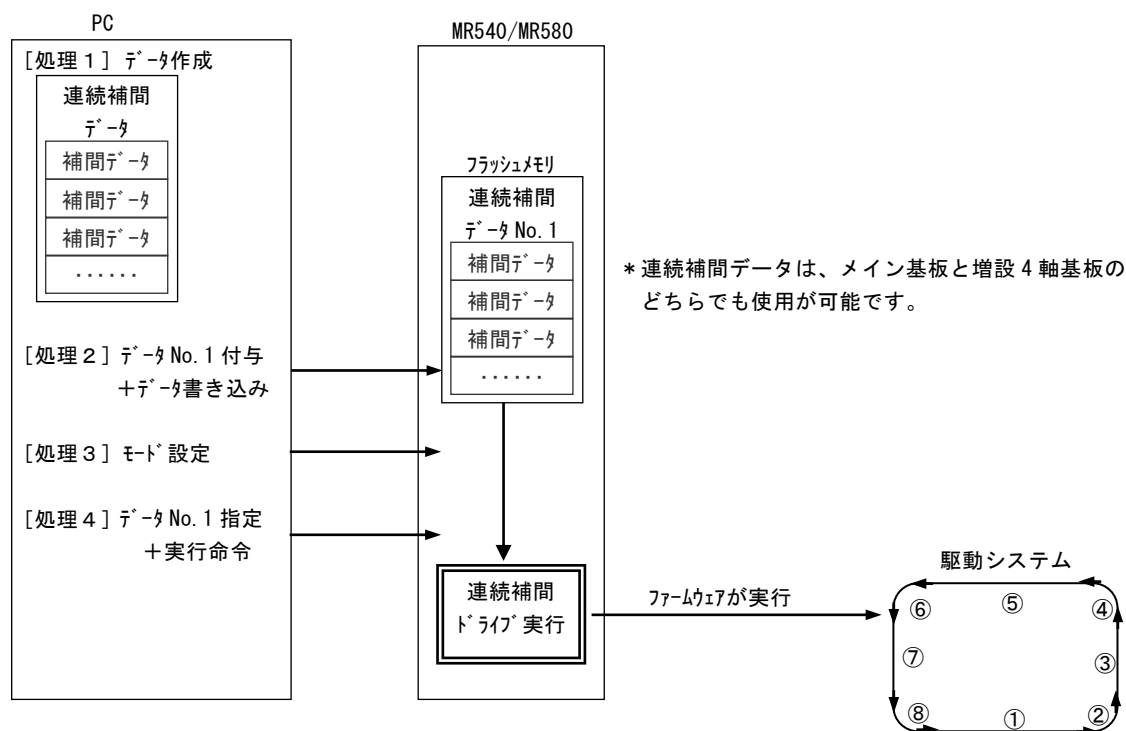 PC
[処理1] ﾃﾞｰﾀ作成
連続補間
ﾃﾞｰﾀ
補間ﾃﾞｰﾀ
補間ﾃﾞｰﾀ
補間ﾃﾞｰﾀ
······
[処理2] ﾃﾞｰﾀ No.1 付与
+ﾃﾞｰﾀ書き込み
[処理3] ﾓｰﾄﾞ設定
[処理4] ﾃﾞｰﾀ No.1 指定
+実行命令
MR540/MR580
ﾌﾗｯｼｭﾒﾓﾘ
連続補間
ﾃﾞｰﾀ No.1
補間ﾃﾞｰﾀ
補間ﾃﾞｰﾀ
補間ﾃﾞｰﾀ
······
連続補間
ﾄﾞﾗｲﾌﾞ実行
*連続補間データは、メイン基板と増設4軸基板の
どちらでも使用が可能です。
ﾌｧｰﾑｳｪｱが実行
駆動システム
⑥ ⑤ ④
⑦ ③
⑧ ① ②